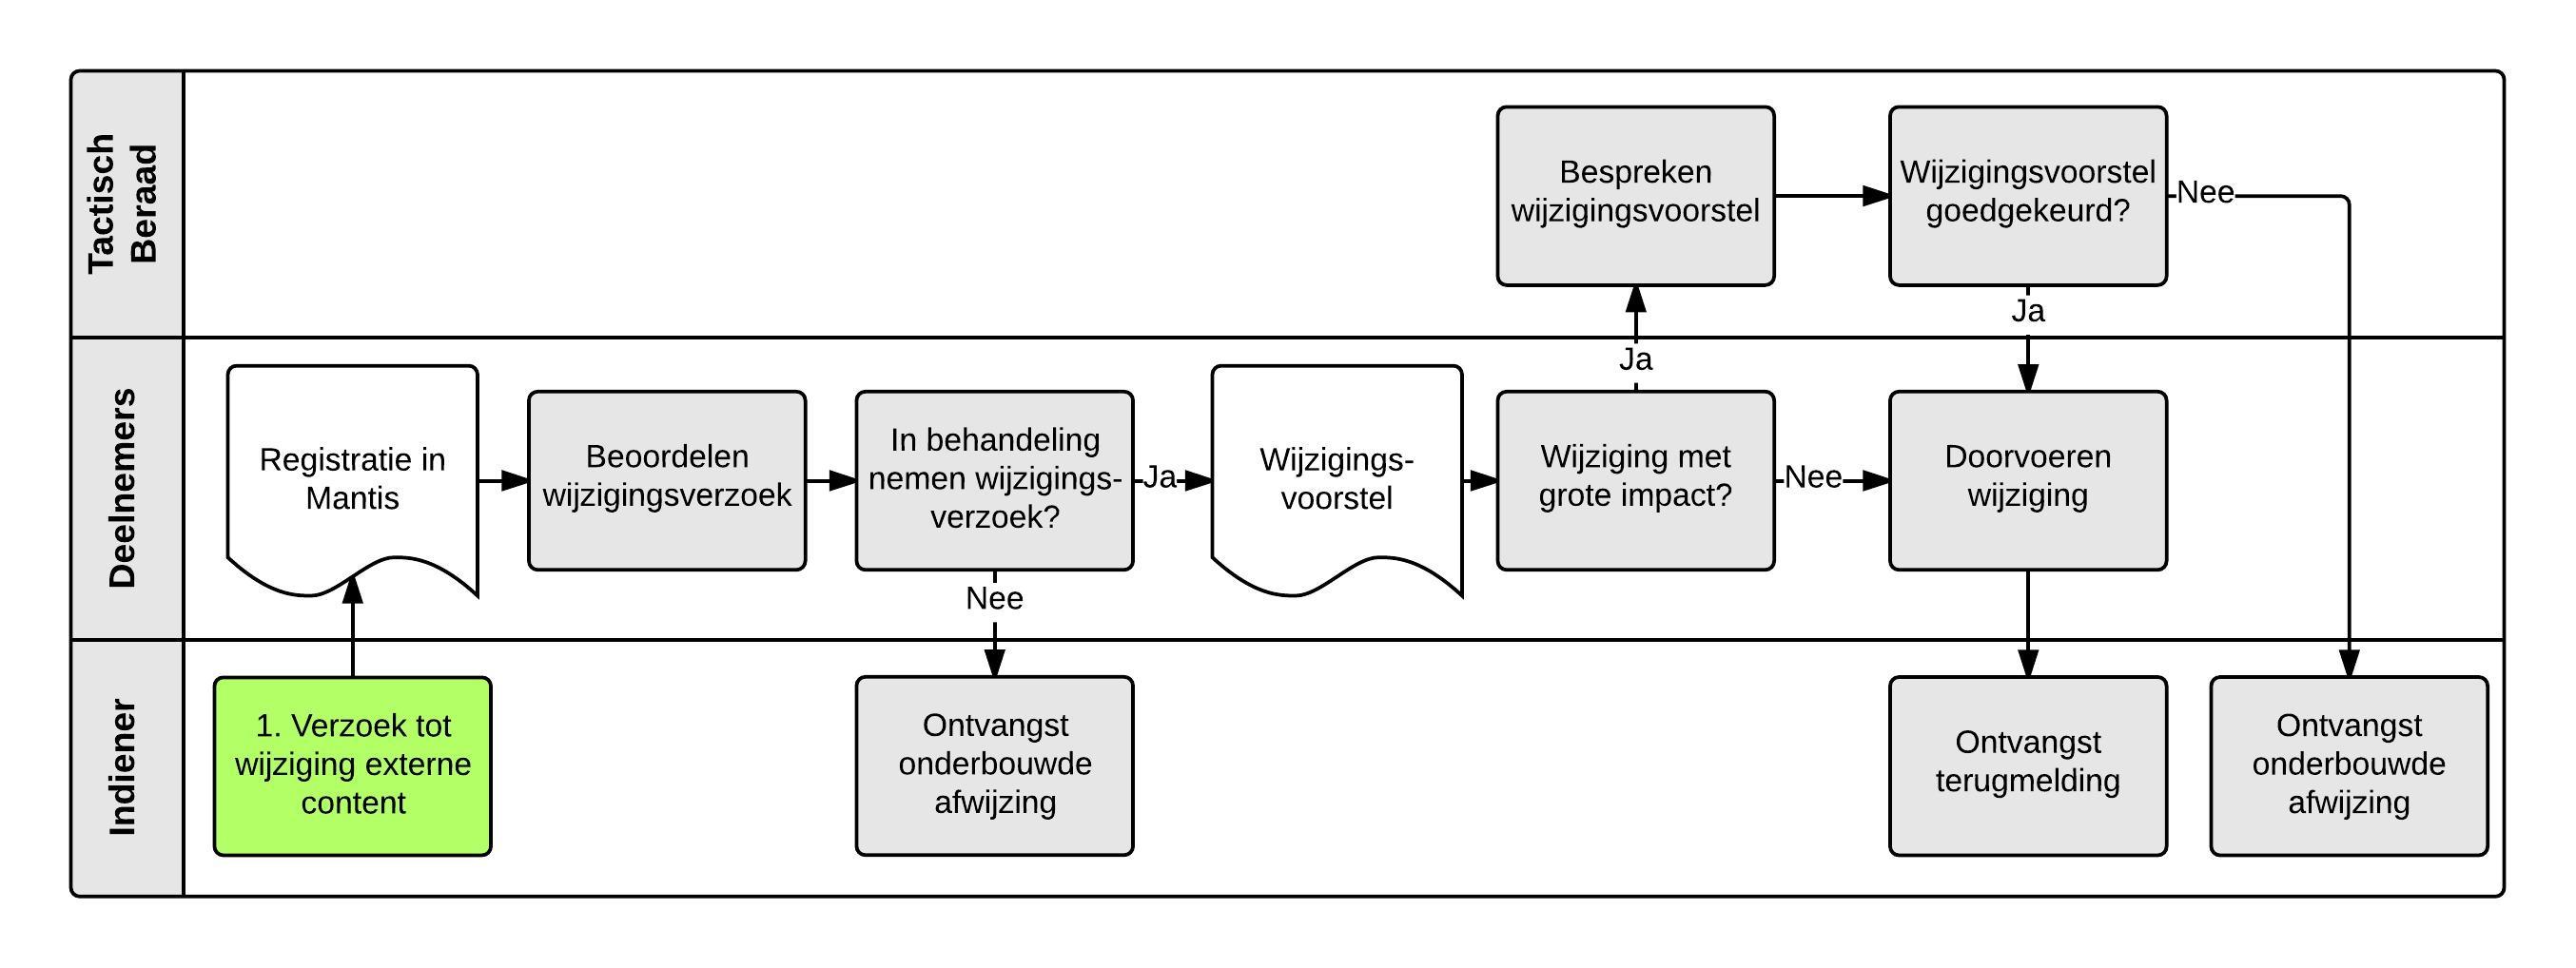 Tactisch
Beraad
Bespreken
wijzigingsvoorstel
Wijzigingsvoorstel
goedgekeurd?
Nee
Ja
Deelnemers
Registratie in
Mantis
Beoordelen
wijzigingsverzoek
In behandeling
nemen wijzigings-
verzoek?
Ja
Nee
Wijzigings-
voorstel
Ja
Wijziging met
grote impact?
Nee
Doorvoeren
wijziging
Indiener
1. Verzoek tot
wijziging externe
content
Ontvangst
onderbouwde
afwijzing
Ontvangst
terugmelding
Ontvangst
onderbouwde
afwijzing